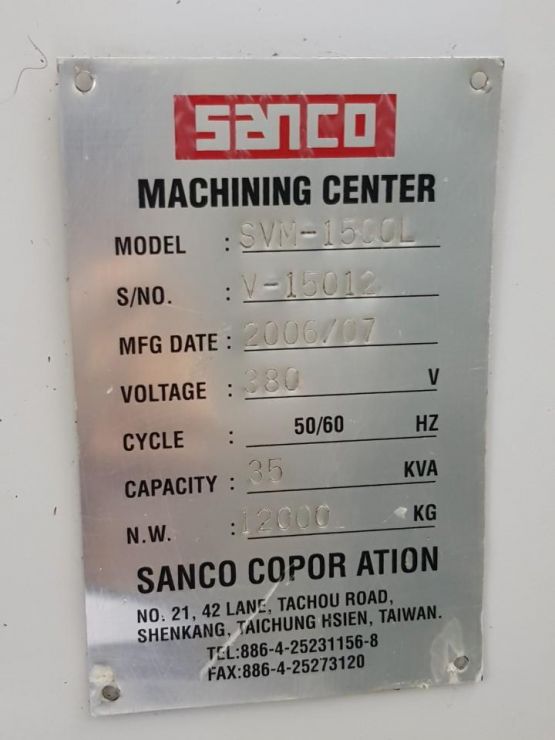 SANCO
MACHINING CENTER
MODEL : SVM-1500L
S/NO. : V-15012
MFG DATE : 2006/07
VOLTAGE : 380 V
CYCLE : 50/60 HZ
CAPACITY : 35 KVA
N.W. : 12000 KG
SANCO COPOR ATION
NO. 21, 42 LANE, TACHOU ROAD,
SHENKANG, TAICHUNG HSIEN, TAIWAN.
TEL:886-4-25231156-8
FAX:886-4-25273120